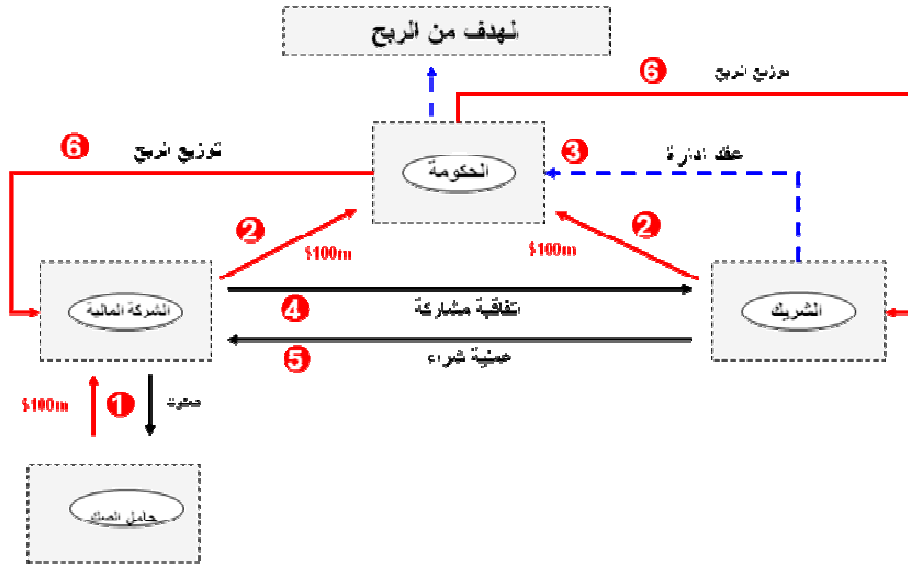 الهدف من الربح
6
توزيع الربح
6
توزيع الربح
3
عقد ادارة
الحكومة
2
$100m
2
$100m
الشركة المالية
4
اتفاقية مشاركة
الشريك
5
عملية شراء
$100m
1
صكوك
حامل الصك